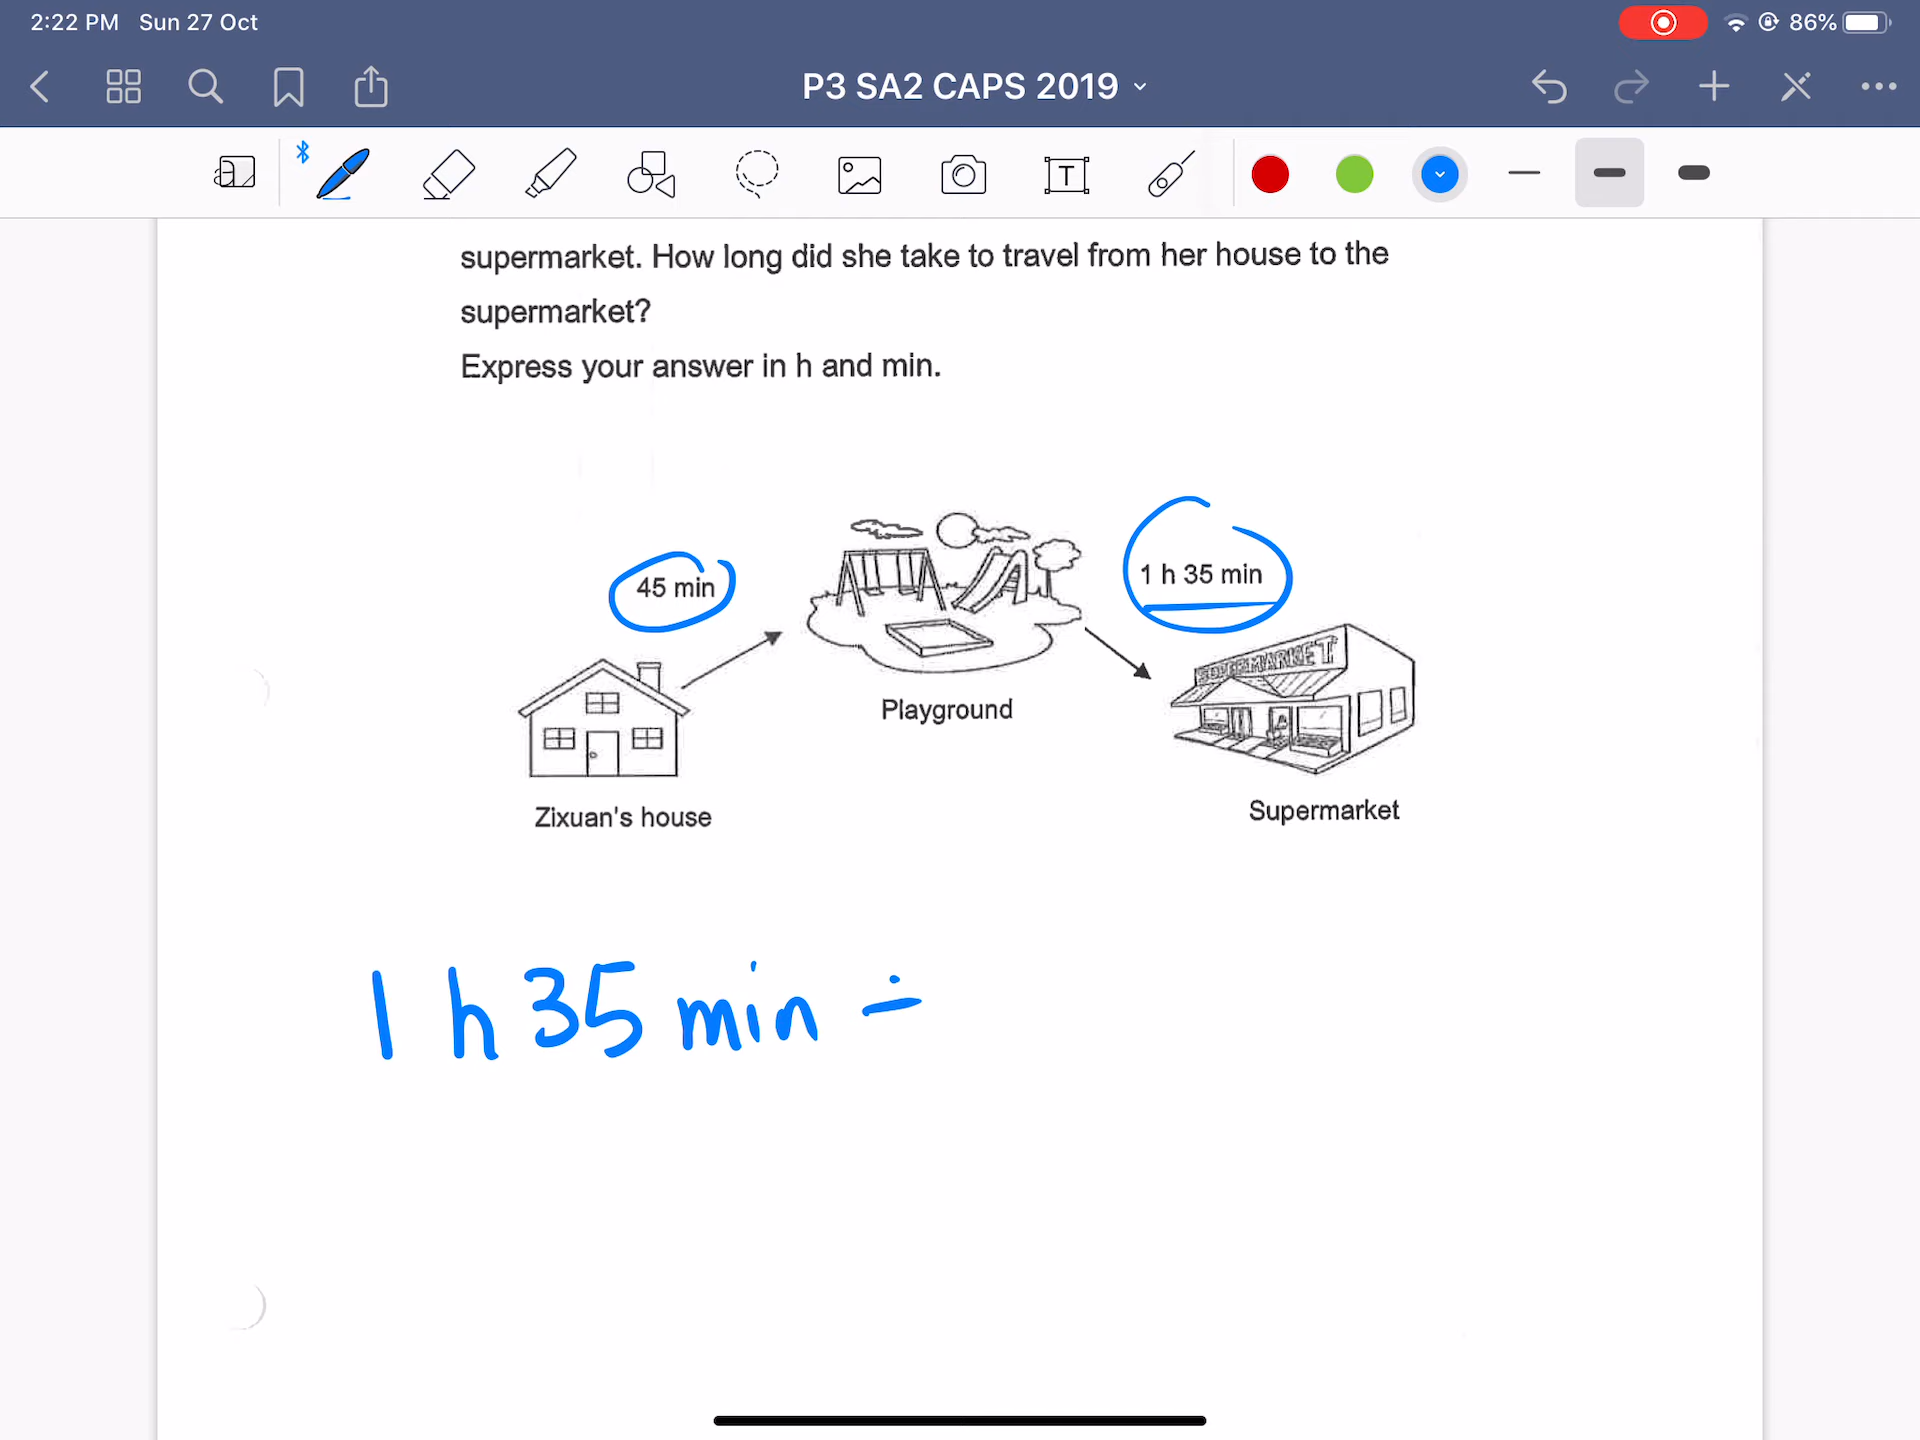 2:22 PM Sun 27 Oct 86%
P3 SA2 CAPS 2019
supermarket. How long did she take to travel from her house to the
supermarket?
Express your answer in h and min.
45 min
1 h 35 min
SUPERMARKET
Playground
Zixuan's house
Supermarket
1 h 35 min